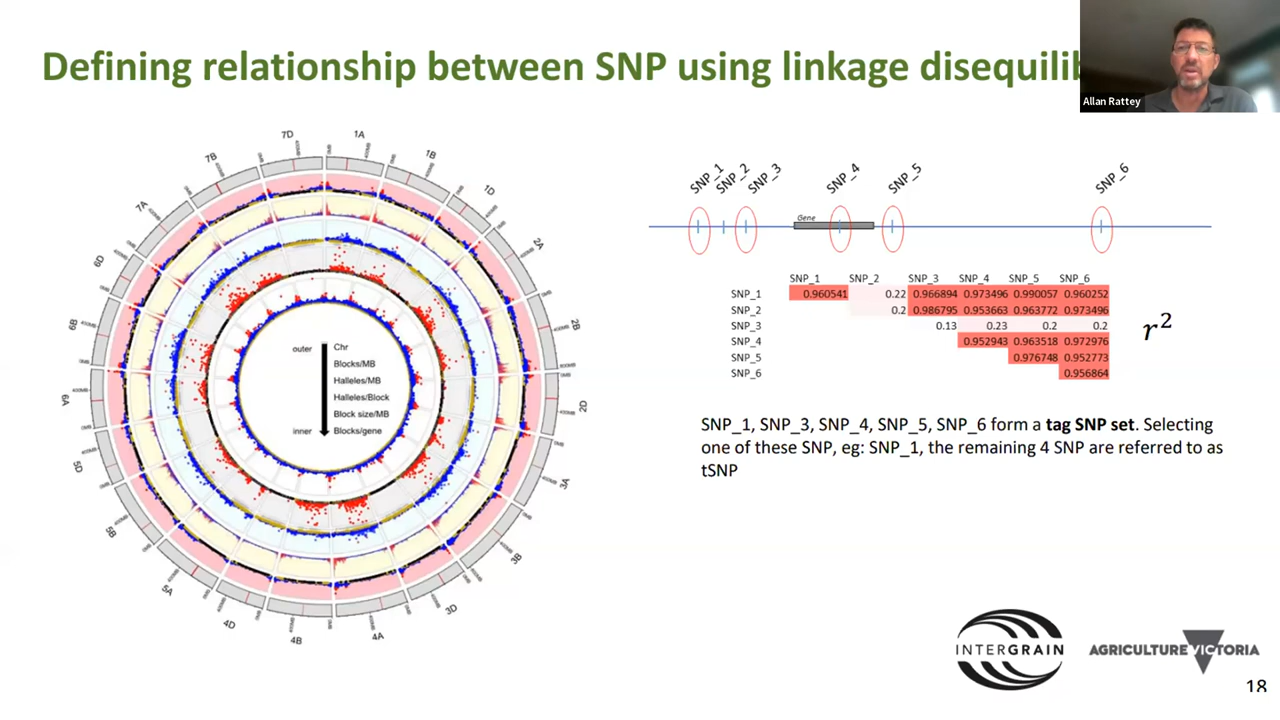 Defining relationship between SNP using linkage disequilib
Allan Rattey
7D
1A
1B
1D
2A
2B
2D
3A
3B
3D
4A
4B
4D
5A
5B
5D
6A
6B
6D
7A
7B
outer
inner
Chr
Blocks/MB
Halleles/MB
Halleles/Block
Block size/MB
Blocks/gene
SNP_1
SNP_2
SNP_3
SNP_4
SNP_5
SNP_6
Gene
SNP_1 SNP_2 SNP_3 SNP_4 SNP_5 SNP_6
SNP_1 0.960541 0.22 0.966894 0.973496 0.990057 0.960252
SNP_2 0.2 0.986795 0.953663 0.963772 0.973496
SNP_3 0.13 0.23 0.2 0.2
SNP_4 0.952943 0.963518 0.972976
SNP_5 0.976748 0.952773
SNP_6 0.956864
r²
SNP_1, SNP_3, SNP_4, SNP_5, SNP_6 form a tag SNP set. Selecting
one of these SNP, eg: SNP_1, the remaining 4 SNP are referred to as
tSNP
INTERGRAIN
AGRICULTURE VICTORIA
18